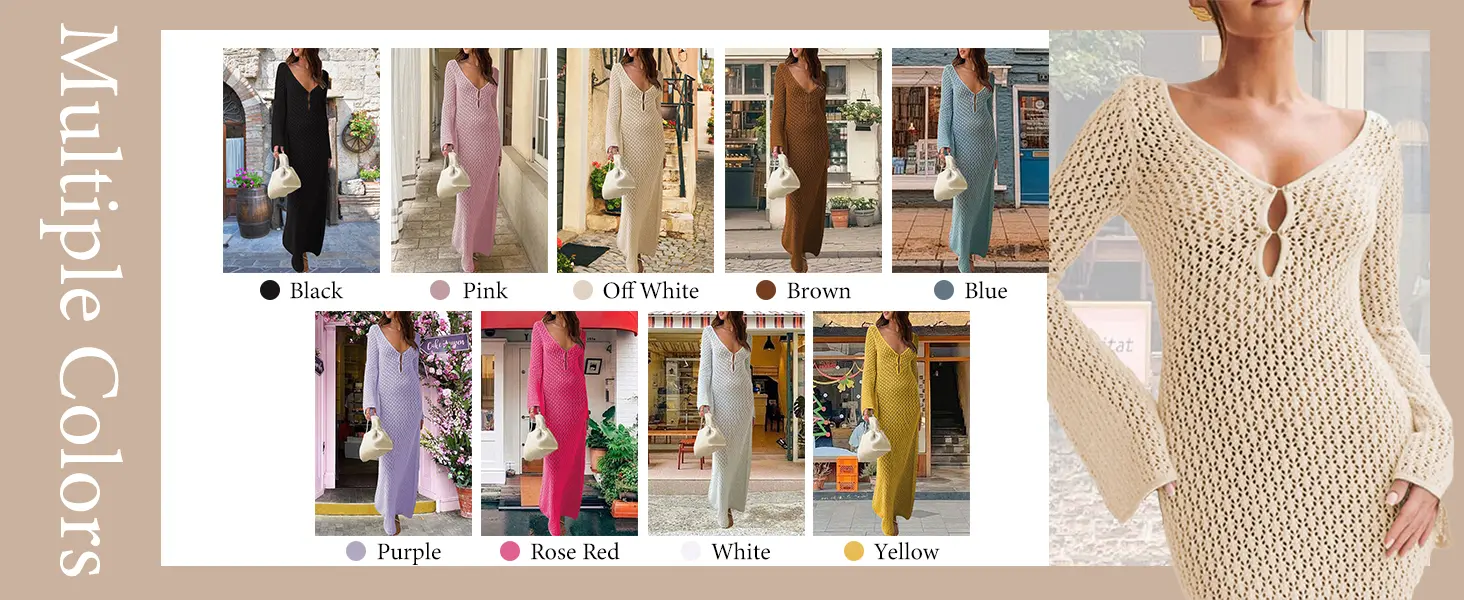 Multiple Colors
Black
Pink
Off White
Brown
Blue
Purple
Rose Red
White
Yellow